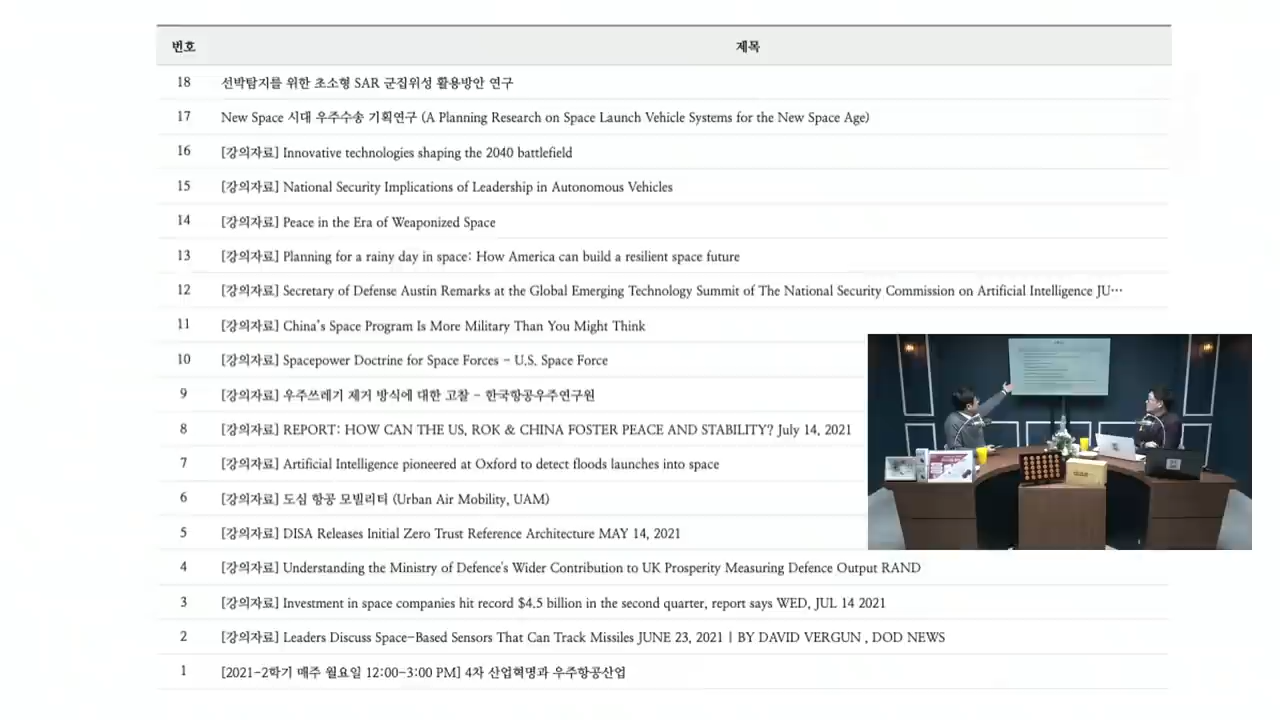 번호 제목
18 선박탐지를 위한 초소형 SAR 군집위성 활용방안 연구
17 New Space 시대 우주수송 기획연구 (A Planning Research on Space Launch Vehicle Systems for the New Space Age)
16 [강의자료] Innovative technologies shaping the 2040 battlefield
15 [강의자료] National Security Implications of Leadership in Autonomous Vehicles
14 [강의자료] Peace in the Era of Weaponized Space
13 [강의자료] Planning for a rainy day in space: How America can build a resilient space future
12 [강의자료] Secretary of Defense Austin Remarks at the Global Emerging Technology Summit of The National Security Commission on Artificial Intelligence JU···
11 [강의자료] China's Space Program Is More Military Than You Might Think
10 [강의자료] Spacepower Doctrine for Space Forces - U.S. Space Force
9 [강의자료] 우주쓰레기 제거 방식에 대한 고찰 - 한국항공우주연구원
8 [강의자료] REPORT: HOW CAN THE US, ROK & CHINA FOSTER PEACE AND STABILITY? July 14, 2021
7 [강의자료] Artificial Intelligence pioneered at Oxford to detect floods launches into space
6 [강의자료] 도심 항공 모빌리티 (Urban Air Mobility, UAM)
5 [강의자료] DISA Releases Initial Zero Trust Reference Architecture MAY 14, 2021
4 [강의자료] Understanding the Ministry of Defence's Wider Contribution to UK Prosperity Measuring Defence Output RAND
3 [강의자료] Investment in space companies hit record $4.5 billion in the second quarter, report says WED, JUL 14 2021
2 [강의자료] Leaders Discuss Space-Based Sensors That Can Track Missiles JUNE 23, 2021 | BY DAVID VERGUN , DOD NEWS
1 [2021-2학기 매주 월요일 12:00-3:00 PM] 4차 산업혁명과 우주항공산업